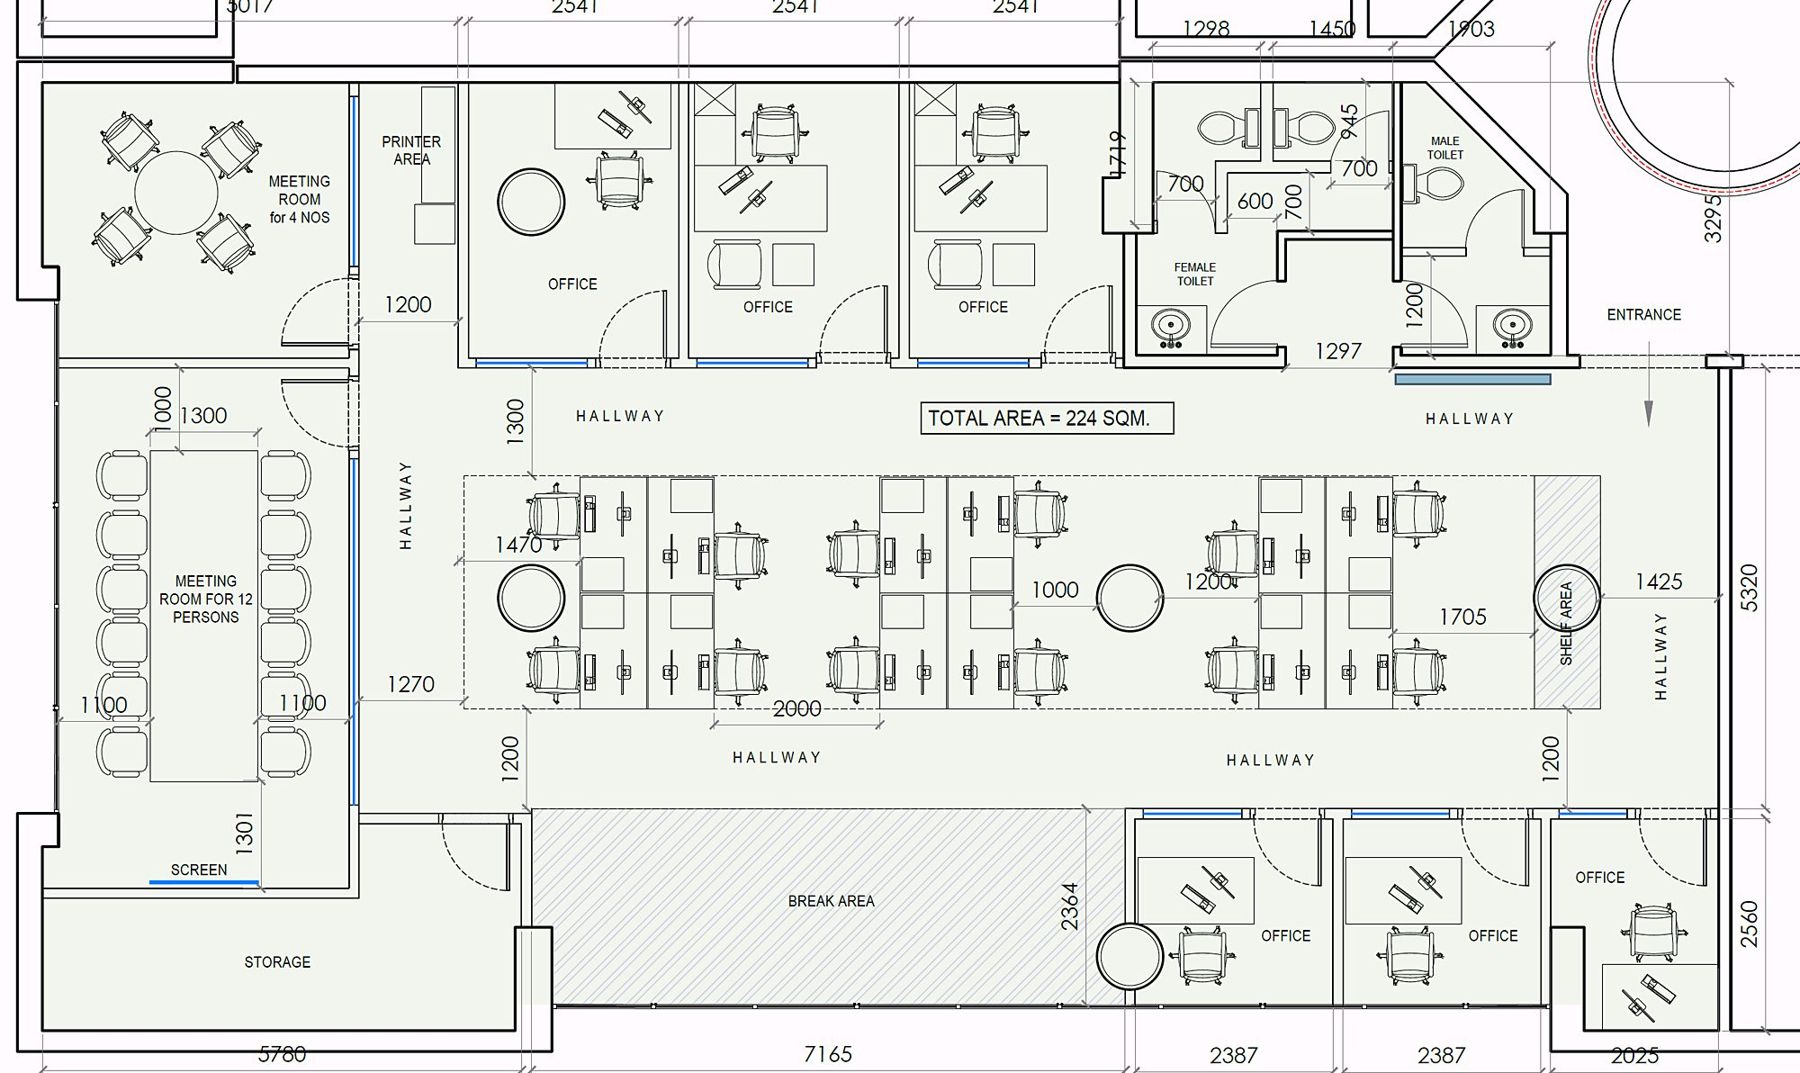 5017
2541
2541
2541
1298
1450
1903
MEETING
ROOM
for 4 NOS
PRINTER
AREA
1200
OFFICE
OFFICE
OFFICE
1719
700
600
700
945
700
FEMALE
TOILET
MALE
TOILET
1200
1297
3295
ENTRANCE
1000
1300
1300
HALLWAY
TOTAL AREA = 224 SQM.
HALLWAY
HALLWAY
1470
1000
1200
1705
SHELF AREA
1425
HALLWAY
5320
MEETING
ROOM FOR 12
PERSONS
1100
1100
1270
2000
1200
HALLWAY
HALLWAY
1200
1301
SCREEN
STORAGE
BREAK AREA
2364
OFFICE
OFFICE
OFFICE
2560
5780
7165
2387
2387
2025